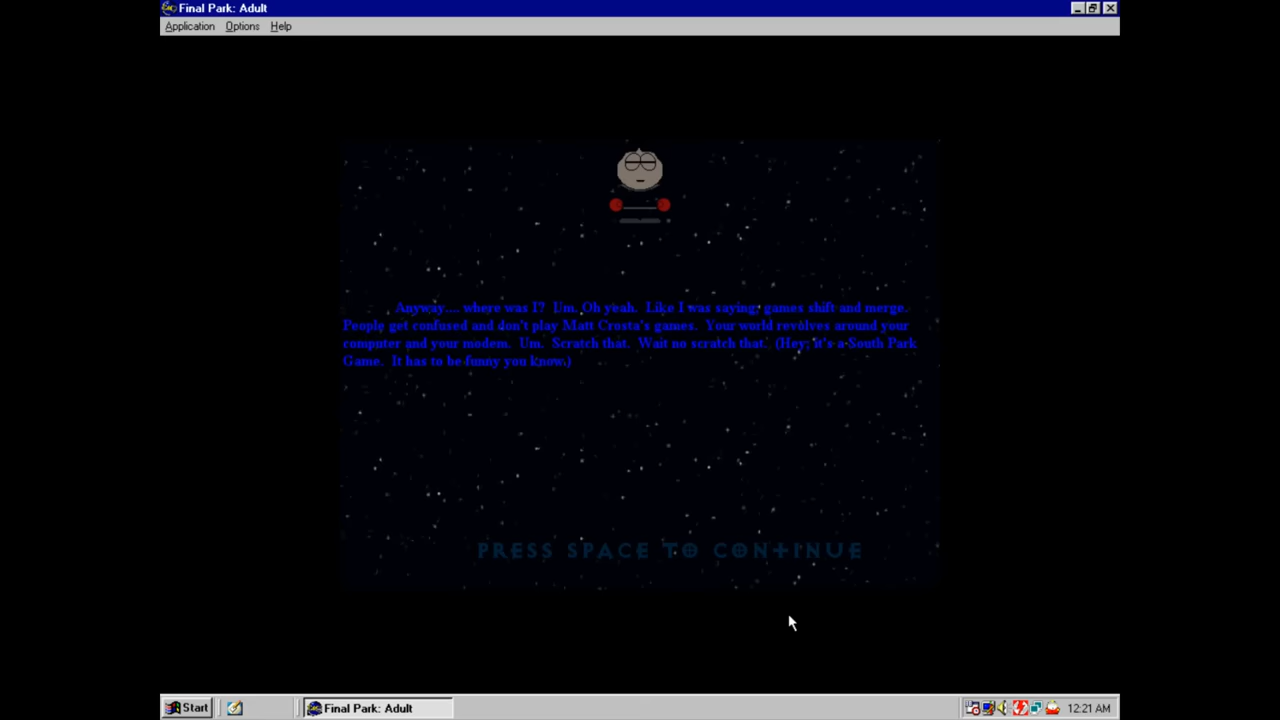 Final Park: Adult
Application Options Help
Anyway.... where was I? Um. Oh yeah. Like I was saying, games shift and merge.
People get confused and don't play Matt Crosta's games. Your world revolves around your
computer and your modem. Um. Scratch that. Wait no scratch that. (Hey, it's a South Park
Game. It has to be funny you know.)
PRESS SPACE TO CONTINUE
Start Final Park: Adult 12:21 AM